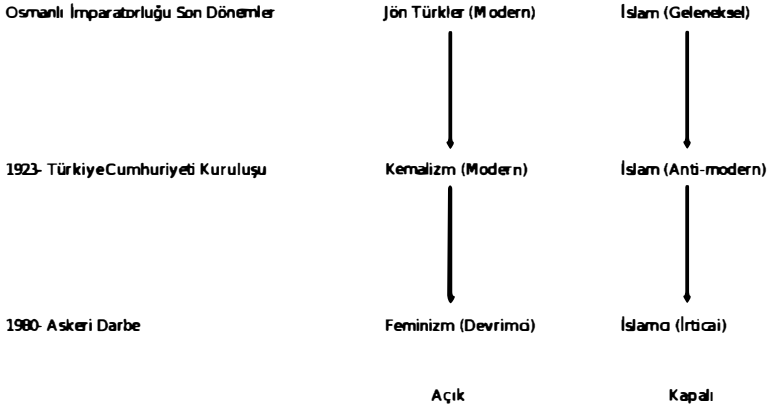 Osmanlı İmparatorluğu Son Dönemler Jön Türkler (Modern) İslam (Geleneksel)
1923- Türkiye Cumhuriyeti Kuruluşu Kemalizm (Modern) İslam (Anti-modern)
1980- Askeri Darbe Feminizm (Devrimci) İslamcı (İrticai)
Açık Kapalı